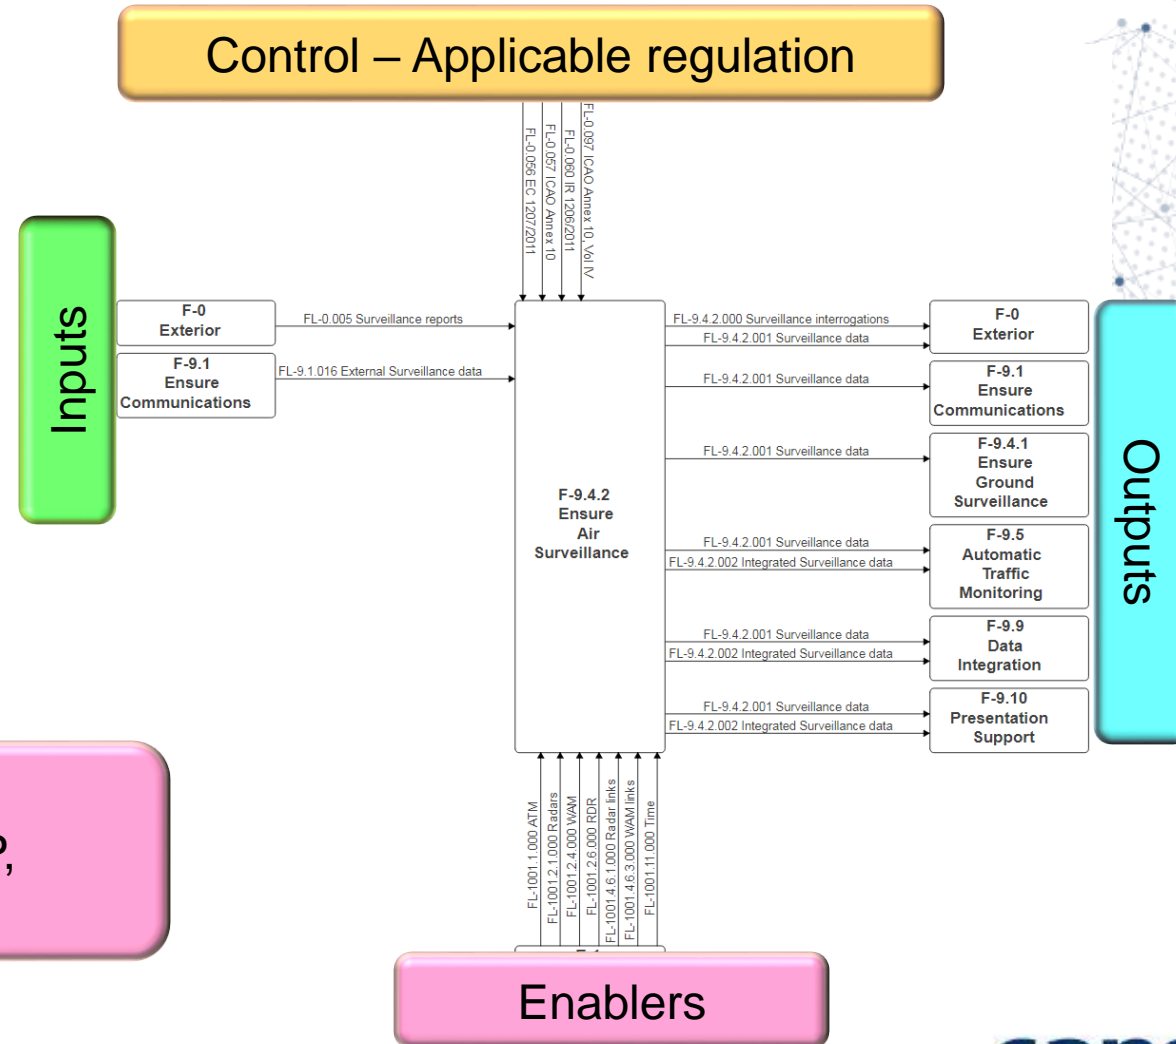 Control – Applicable regulation
FL-0.056 EC 1207/2011
FL-0.057 ICAO Annex 10
FL-0.060 IR 1206/2011
FL-0.097 ICAO Annex 10, Vol IV
Inputs
F-0
Exterior
FL-0.005 Surveillance reports
F-9.1
Ensure
Communications
FL-9.1.016 External Surveillance data
F-9.4.2
Ensure
Air
Surveillance
FL-9.4.2.000 Surveillance interrogations
FL-9.4.2.001 Surveillance data
F-0
Exterior
FL-9.4.2.001 Surveillance data
F-9.1
Ensure
Communications
FL-9.4.2.001 Surveillance data
F-9.4.1
Ensure
Ground
Surveillance
FL-9.4.2.001 Surveillance data
FL-9.4.2.002 Integrated Surveillance data
F-9.5
Automatic
Traffic
Monitoring
FL-9.4.2.001 Surveillance data
FL-9.4.2.002 Integrated Surveillance data
F-9.9
Data
Integration
FL-9.4.2.001 Surveillance data
FL-9.4.2.002 Integrated Surveillance data
F-9.10
Presentation
Support
Outputs
FL-1001.1.000 ATM
FL-1001.2.1.000 Radars
FL-1001.2.4.000 WAM
FL-1001.2.6.000 RDR
FL-1001.4.6.1.000 Radar links
FL-1001.4.6.3.000 WAM links
FL-1001.11.000 Time
Enablers